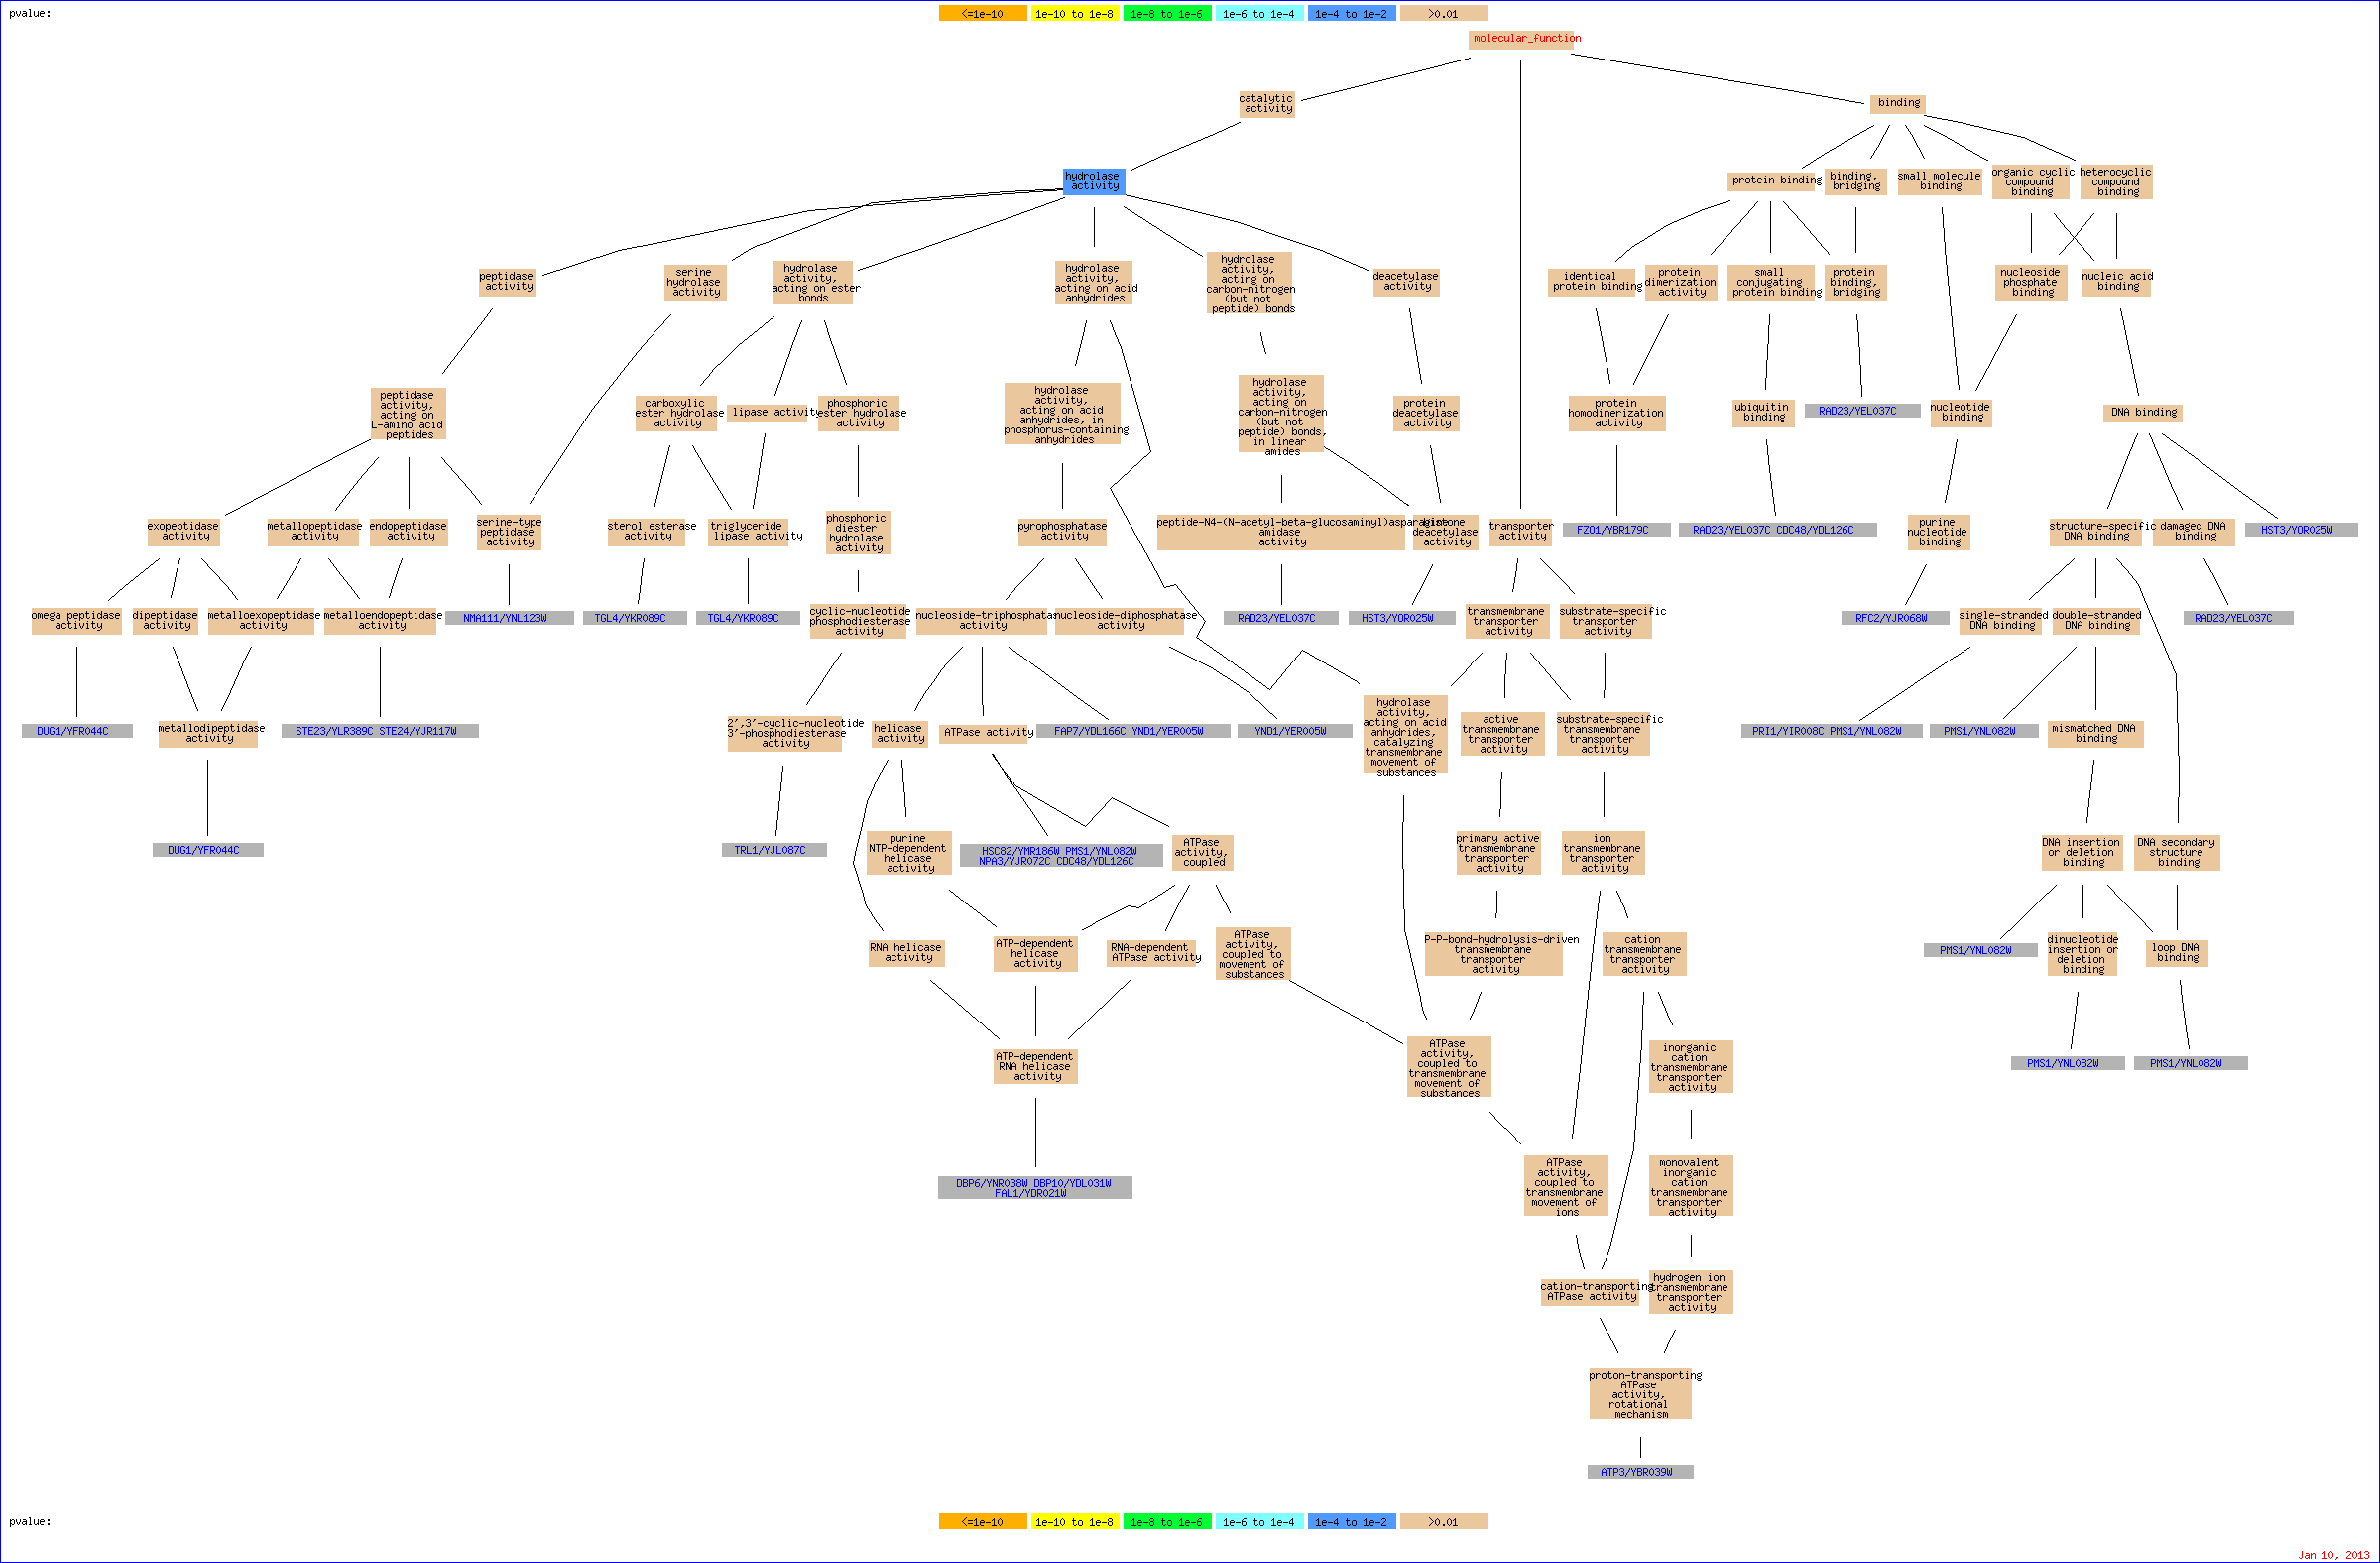 pvalue:
<=1e-10
1e-10 to 1e-8
1e-8 to 1e-6
1e-6 to 1e-4
1e-4 to 1e-2
>0.01
molecular_function
catalytic
activity
binding
hydrolase
activity
protein binding
binding,
bridging
small molecule
binding
organic cyclic
compound
binding
heterocyclic
compound
binding
peptidase
activity
serine
hydrolase
activity
hydrolase
activity,
acting on ester
bonds
hydrolase
activity,
acting on acid
anhydrides
hydrolase
activity,
acting on
carbon-nitrogen
(but not
peptide) bonds
deacetylase
activity
identical
protein binding
protein
dimerization
activity
small
conjugating
protein binding
protein
binding,
bridging
nucleoside
phosphate
binding
nucleic acid
binding
peptidase
activity,
acting on
L-amino acid
peptides
carboxylic
ester hydrolase
activity
lipase activity
phosphoric
ester hydrolase
activity
hydrolase
activity,
acting on acid
anhydrides, in
phosphorus-containing
anhydrides
hydrolase
activity,
acting on
carbon-nitrogen
(but not
peptide) bonds,
in linear
amides
protein
deacetylase
activity
protein
homodimerization
activity
ubiquitin
binding
RAD23/YEL037C
nucleotide
binding
DNA binding
exopeptidase
activity
metallopeptidase
activity
endopeptidase
activity
serine-type
peptidase
activity
sterol esterase
activity
triglyceride
lipase activity
phosphoric
diester
hydrolase
activity
pyrophosphatase
activity
peptide-N4-(N-acetyl-beta-glucosaminyl)asparagine
amidase
activity
histone
deacetylase
activity
transporter
activity
FZO1/YBR179C
RAD23/YEL037C CDC48/YDL126C
purine
nucleotide
binding
structure-specific
DNA binding
damaged DNA
binding
HST3/YOR025W
omega peptidase
activity
dipeptidase
activity
metalloexopeptidase
activity
metalloendopeptidase
activity
NMA111/YNL123W
TGL4/YKR089C
TGL4/YKR089C
cyclic-nucleotide
phosphodiesterase
activity
nucleoside-triphosphatase
activity
nucleoside-diphosphatase
activity
RAD23/YEL037C
HST3/YOR025W
transmembrane
transporter
activity
substrate-specific
transporter
activity
RFC2/YJR068W
single-stranded
DNA binding
double-stranded
DNA binding
RAD23/YEL037C
DUG1/YFR044C
metallodipeptidase
activity
STE23/YLR389C STE24/YJR117W
2',3'-cyclic-nucleotide
3'-phosphodiesterase
activity
helicase
activity
ATPase activity
FAP7/YDL166C YND1/YER005W
YND1/YER005W
hydrolase
activity,
acting on acid
anhydrides,
catalyzing
transmembrane
movement of
substances
active
transmembrane
transporter
activity
substrate-specific
transmembrane
transporter
activity
PRI1/YIR008C PMS1/YNL082W
PMS1/YNL082W
mismatched DNA
binding
DUG1/YFR044C
TRL1/YJL087C
purine
NTP-dependent
helicase
activity
HSC82/YMR186W PMS1/YNL082W
NPA3/YJR072C CDC48/YDL126C
ATPase
activity,
coupled
primary active
transmembrane
transporter
activity
ion
transmembrane
transporter
activity
DNA insertion
or deletion
binding
DNA secondary
structure
binding
RNA helicase
activity
ATP-dependent
helicase
activity
RNA-dependent
ATPase activity
ATPase
activity,
coupled to
movement of
substances
P-P-bond-hydrolysis-driven
transmembrane
transporter
activity
cation
transmembrane
transporter
activity
PMS1/YNL082W
dinucleotide
insertion or
deletion
binding
loop DNA
binding
ATP-dependent
RNA helicase
activity
ATPase
activity,
coupled to
transmembrane
movement of
substances
inorganic
cation
transmembrane
transporter
activity
PMS1/YNL082W
PMS1/YNL082W
DBP6/YNR038W DBP10/YDL031W
FAL1/YDR021W
ATPase
activity,
coupled to
transmembrane
movement of
ions
monovalent
inorganic
cation
transmembrane
transporter
activity
cation-transporting
ATPase activity
hydrogen ion
transmembrane
transporter
activity
proton-transporting
ATPase
activity,
rotational
mechanism
ATP3/YBR039W
pvalue:
<=1e-10
1e-10 to 1e-8
1e-8 to 1e-6
1e-6 to 1e-4
1e-4 to 1e-2
>0.01
Jan 10, 2013